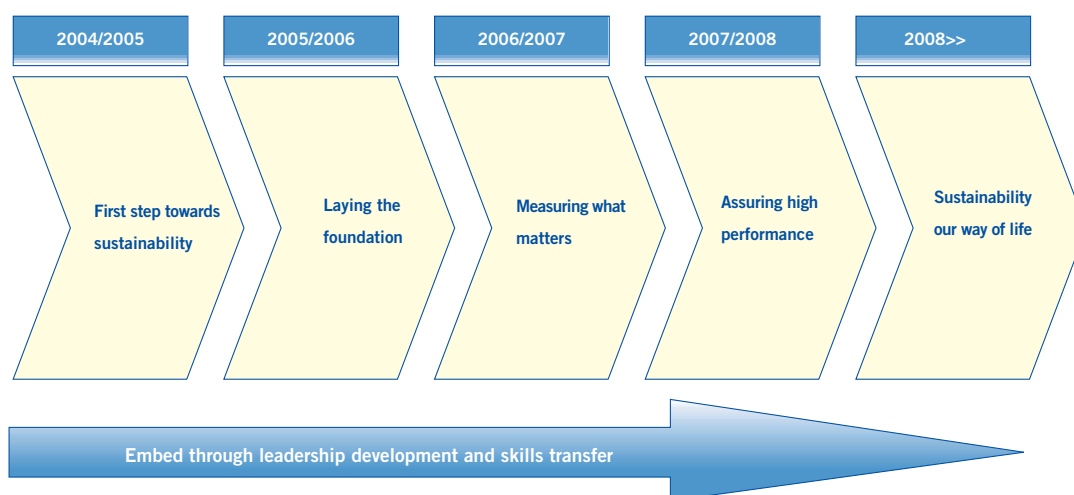 2004/2005
2005/2006
2006/2007
2007/2008
2008>>
First step towards
sustainability
Laying the
foundation
Measuring what
matters
Assuring high
performance
Sustainability
our way of life
Embed through leadership development and skills transfer